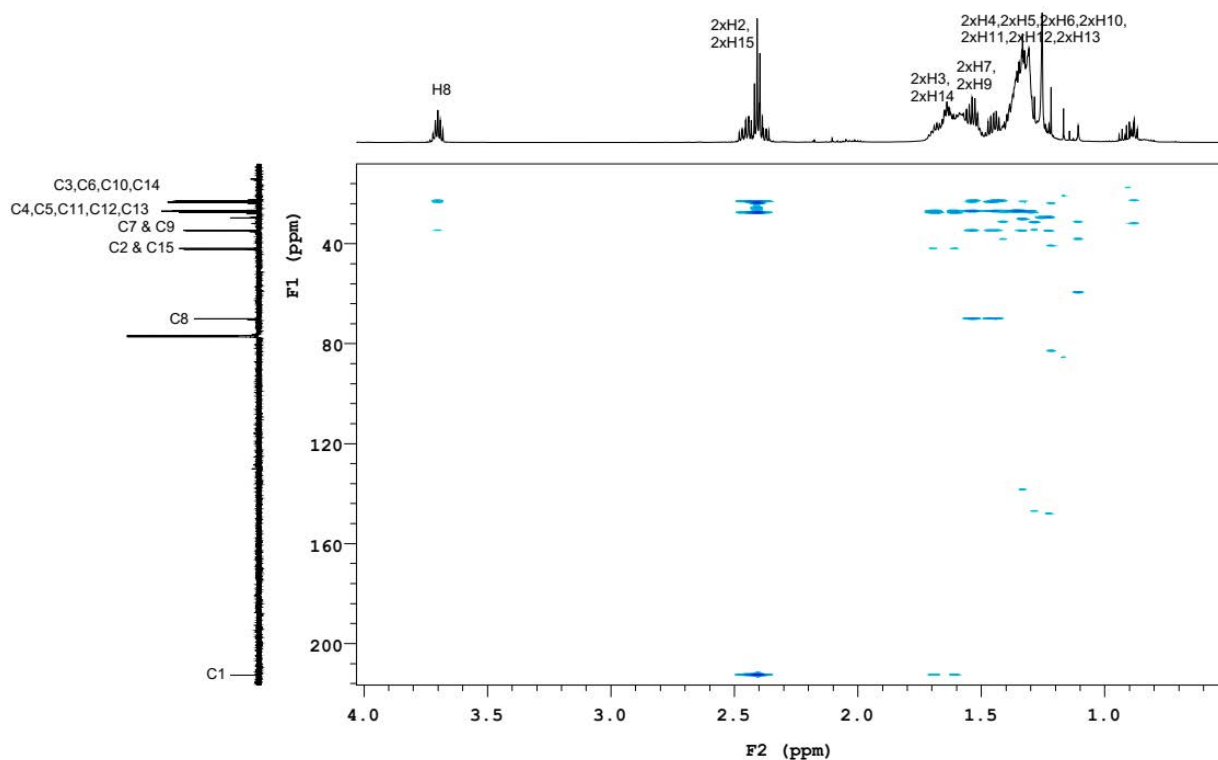 2xH2,
2xH15
2xH4,2xH5,2xH6,2xH10,
2xH11,2xH12,2xH13
2xH7,
2xH9
2xH3,
2xH14
H8
C3,C6,C10,C14
C4,C5,C11,C12,C13
C7 & C9
C2 & C15
C8
C1
F1 (ppm)
40
80
120
160
200
4.0
3.5
3.0
2.5
2.0
1.5
1.0
F2 (ppm)